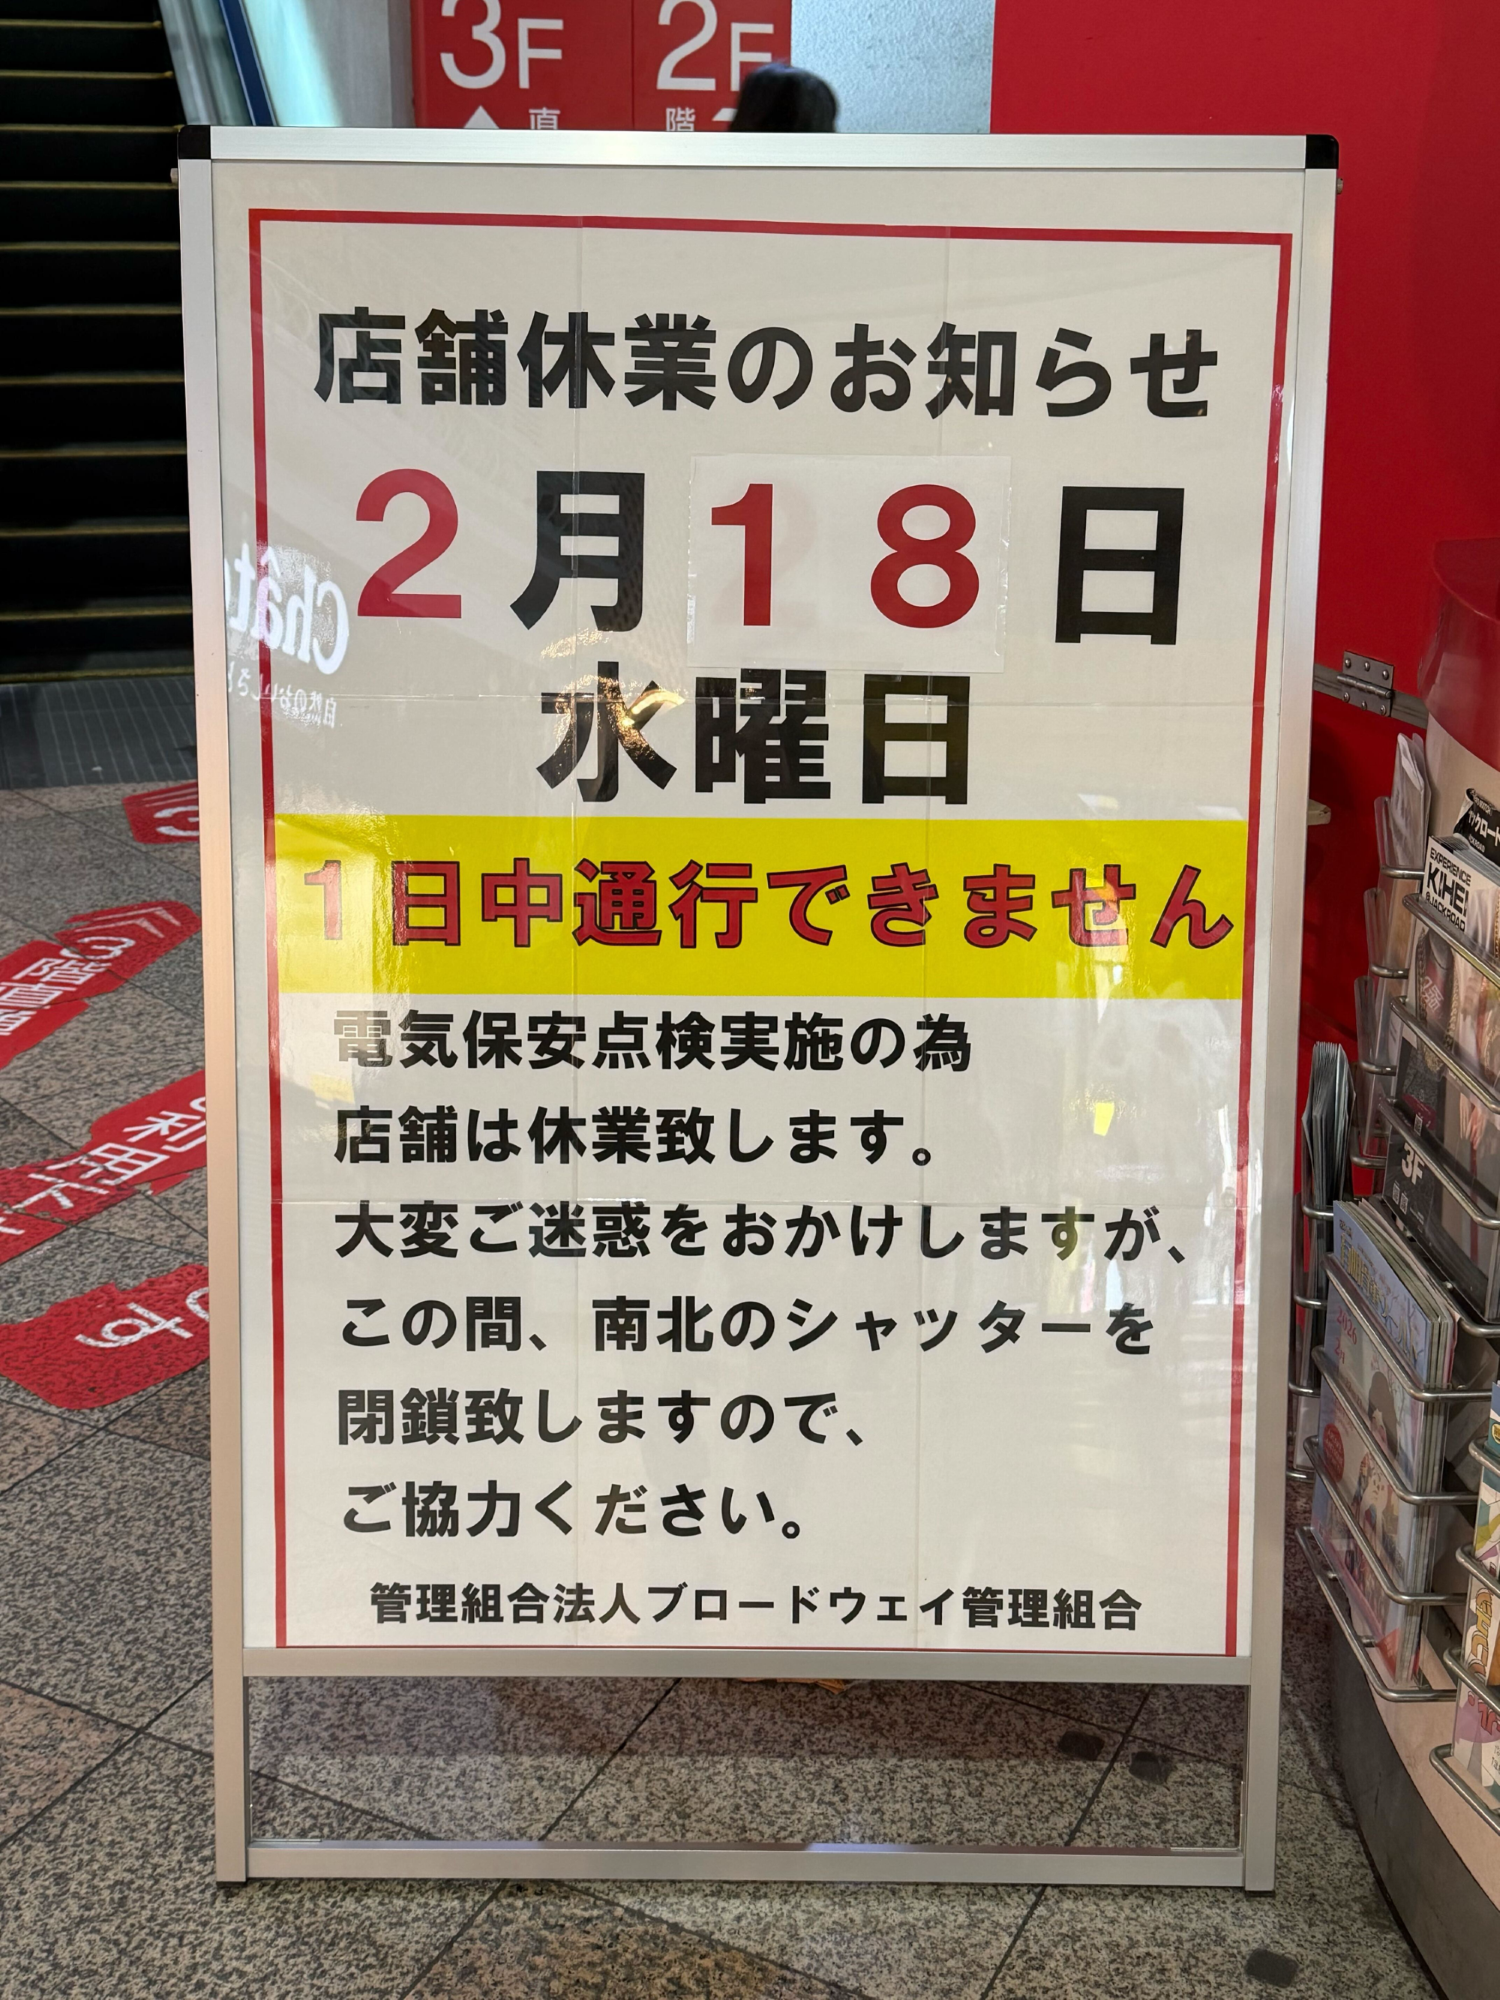 3F
2F
直
階
店舗休業のお知らせ
2月18日
水曜日
1日中通行できません
電気保安点検実施の為
店舗は休業致します。
大変ご迷惑をおかけしますが、
この間、南北のシャッターを
閉鎖致しますので、
ご協力ください。
管理組合法人ブロードウェイ管理組合
EXPERIENCE
3F